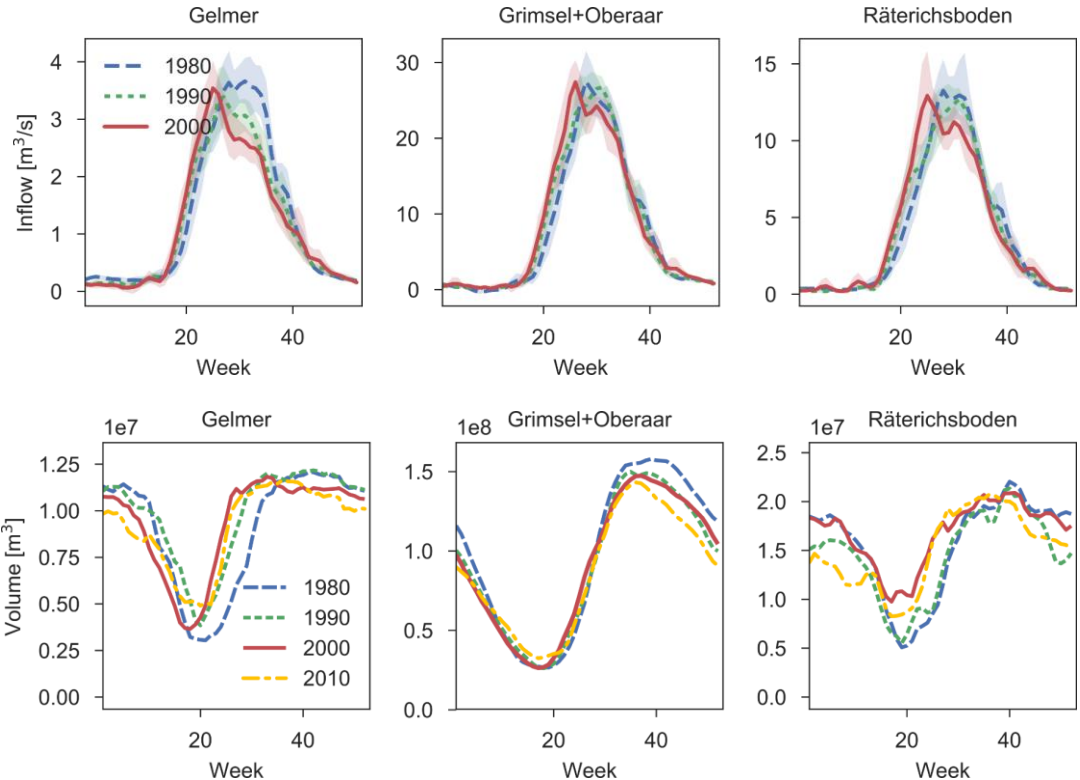 Gelmer
Grimsel+Oberaar
Räterichsboden
Inflow [m³/s]
4
3
2
1
0
1980
1990
2000
20
40
Week
30
20
10
0
20
40
Week
15
10
5
0
20
40
Week
Gelmer
Grimsel+Oberaar
Räterichsboden
Volume [m³]
1e7
1.25
1.00
0.75
0.50
0.25
0.00
1980
1990
2000
2010
20
40
Week
1e8
1.5
1.0
0.5
0.0
20
40
Week
1e7
2.5
2.0
1.5
1.0
0.5
0.0
20
40
Week